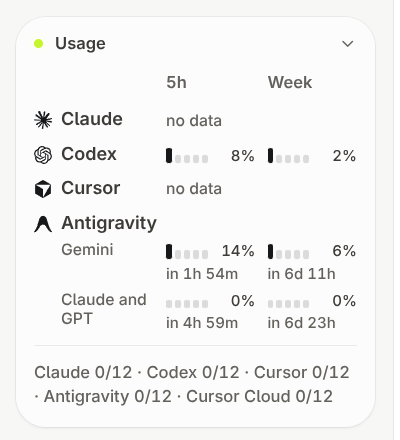 Usage
5h Week
Claude no data
Codex 8% 2%
Cursor no data
Antigravity
Gemini 14% 6%
in 1h 54m in 6d 11h
Claude and GPT 0% 0%
in 4h 59m in 6d 23h
Claude 0/12 · Codex 0/12 · Cursor 0/12
· Antigravity 0/12 · Cursor Cloud 0/12